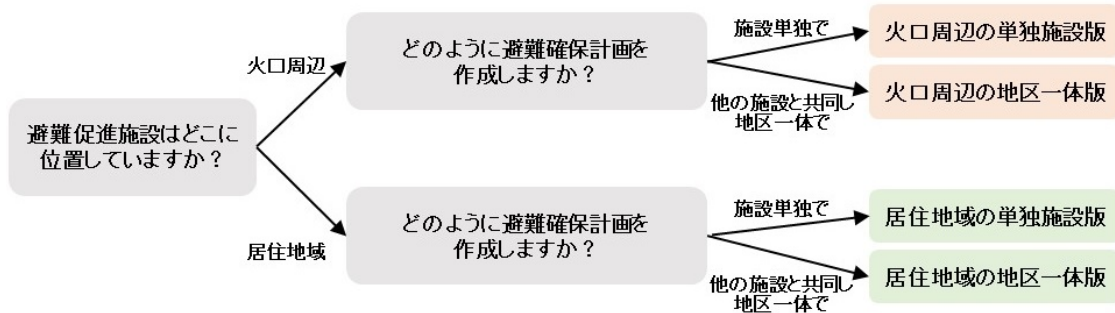 避難促進施設はどこに
位置していますか？
火口周辺
居住地域
どのように避難確保計画を
作成しますか？
施設単独で
他の施設と共同し
地区一体で
火口周辺の単独施設版
火口周辺の地区一体版
どのように避難確保計画を
作成しますか？
施設単独で
他の施設と共同し
地区一体で
居住地域の単独施設版
居住地域の地区一体版